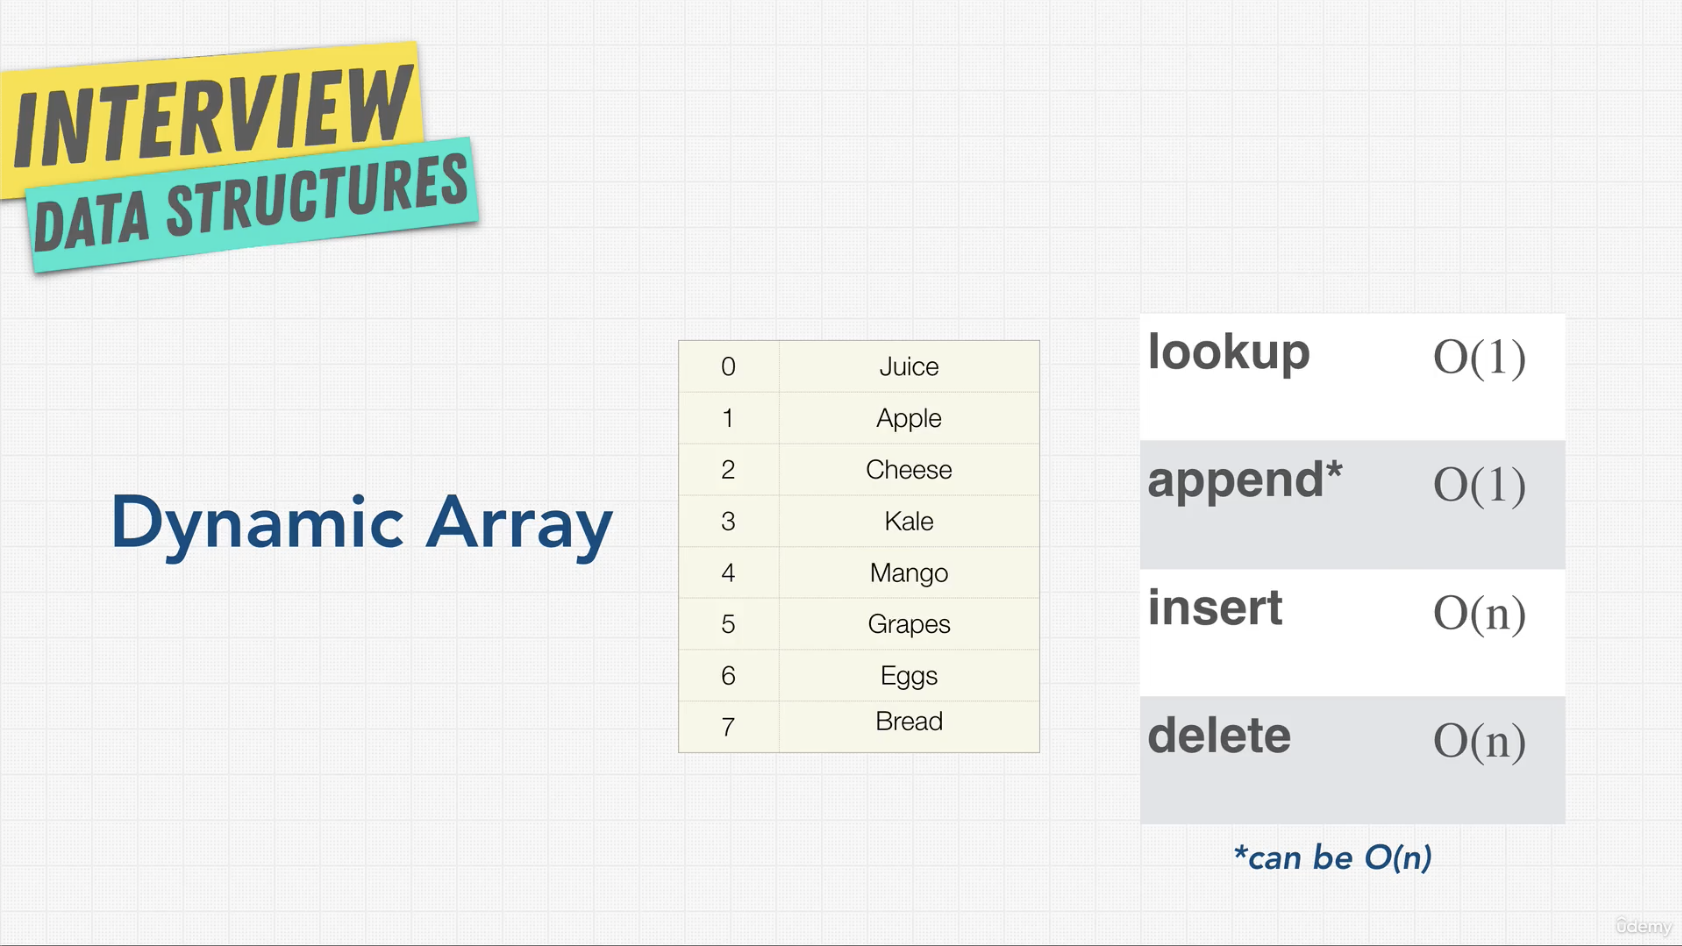 INTERVIEW
DATA STRUCTURES
Dynamic Array
0 Juice
1 Apple
2 Cheese
3 Kale
4 Mango
5 Grapes
6 Eggs
7 Bread
lookup O(1)
append* O(1)
insert O(n)
delete O(n)
*can be O(n)
ûdemy